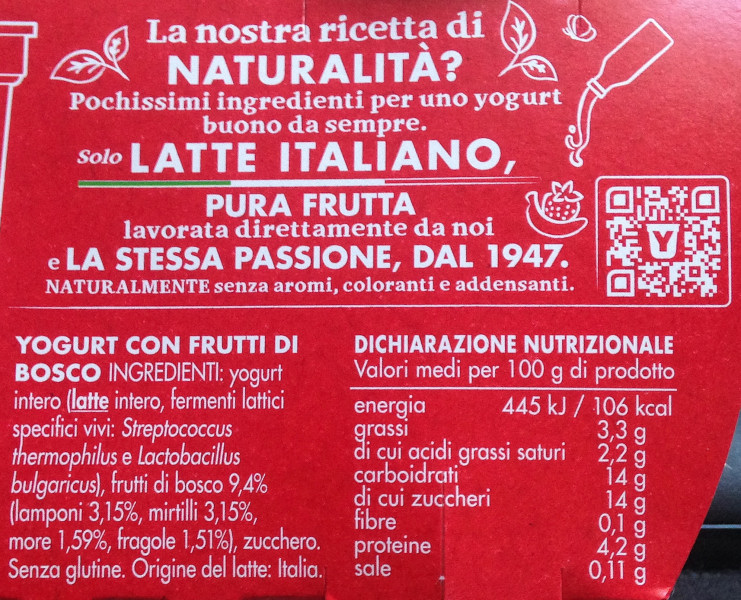 La nostra ricetta di
NATURALITÀ?
Pochissimi ingredienti per uno yogurt
buono da sempre.
Solo LATTE ITALIANO,
PURA FRUTTA
lavorata direttamente da noi
e LA STESSA PASSIONE, DAL 1947.
NATURALMENTE senza aromi, coloranti e addensanti.
YOGURT CON FRUTTI DI
BOSCO INGREDIENTI: yogurt
intero (latte intero, fermenti lattici
specifici vivi: Streptococcus
thermophilus e Lactobacillus
bulgaricus), frutti di bosco 9,4%
(lamponi 3,15%, mirtilli 3,15%,
more 1,59%, fragole 1,51%), zucchero.
Senza glutine. Origine del latte: Italia.
DICHIARAZIONE NUTRIZIONALE
Valori medi per 100 g di prodotto
energia 445 kJ / 106 kcal
grassi 3,3 g
di cui acidi grassi saturi 2,2 g
carboidrati 14 g
di cui zuccheri 14 g
fibre 0,1 g
proteine 4,2 g
sale 0,11 g